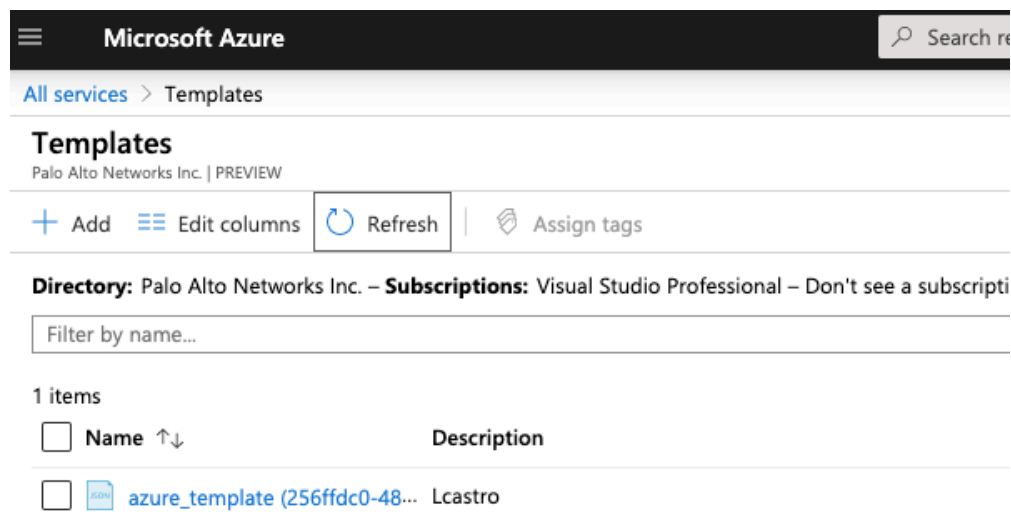 Microsoft Azure Search re
All services > Templates
Templates
Palo Alto Networks Inc. | PREVIEW
+ Add Edit columns Refresh Assign tags
Directory: Palo Alto Networks Inc. – Subscriptions: Visual Studio Professional – Don't see a subscripti
Filter by name...
1 items
Name ↑↓ Description
JSON azure_template (256ffdc0-48... Lcastro